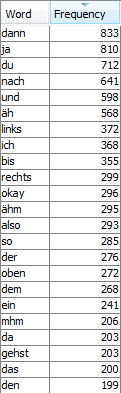 Word Frequency
dann 833
ja 810
du 712
nach 641
und 598
äh 568
links 372
ich 368
bis 355
rechts 299
okay 296
ähm 295
also 293
so 285
der 276
oben 272
dem 268
ein 241
mhm 206
da 203
gehst 203
das 200
den 199